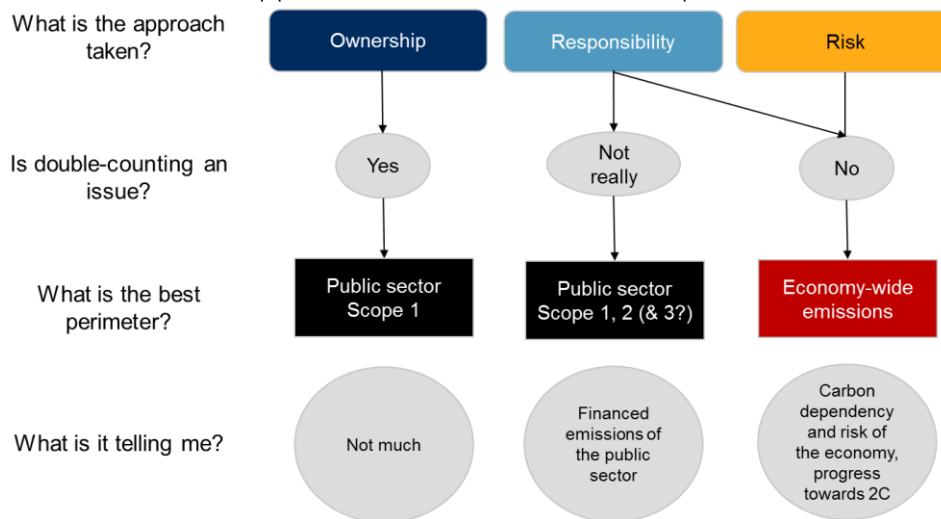 What is the approach
taken?
Ownership
Responsibility
Risk
Is double-counting an
issue?
Yes
Not
really
No
What is the best
perimeter?
Public sector
Scope 1
Public sector
Scope 1, 2 (& 3?)
Economy-wide
emissions
What is it telling me?
Not much
Financed
emissions of
the public
sector
Carbon
dependency
and risk of
the economy,
progress
towards 2C